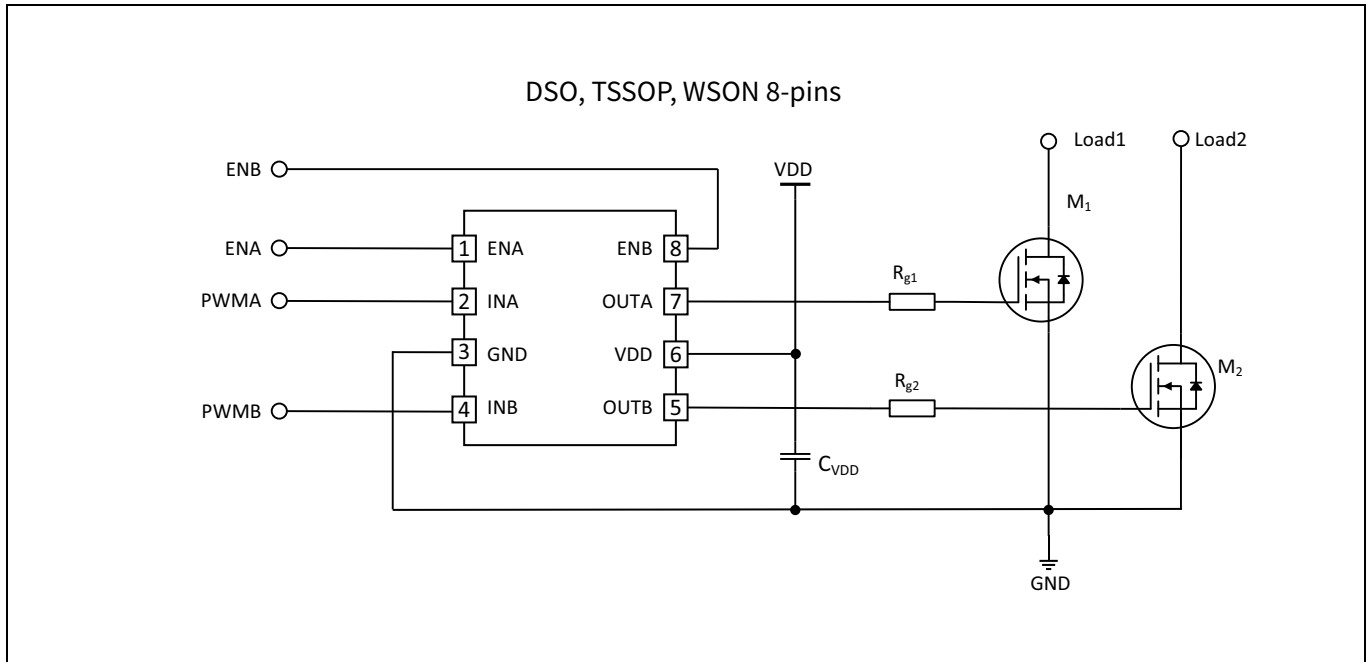 DSO, TSSOP, WSON 8-pins
Load1
Load2
ENB
VDD
M1
ENA
1 ENA
ENB 8
Rg1
PWMA
2 INA
OUTA 7
3 GND
VDD 6
M2
Rg2
PWMB
4 INB
OUTB 5
CVDD
GND